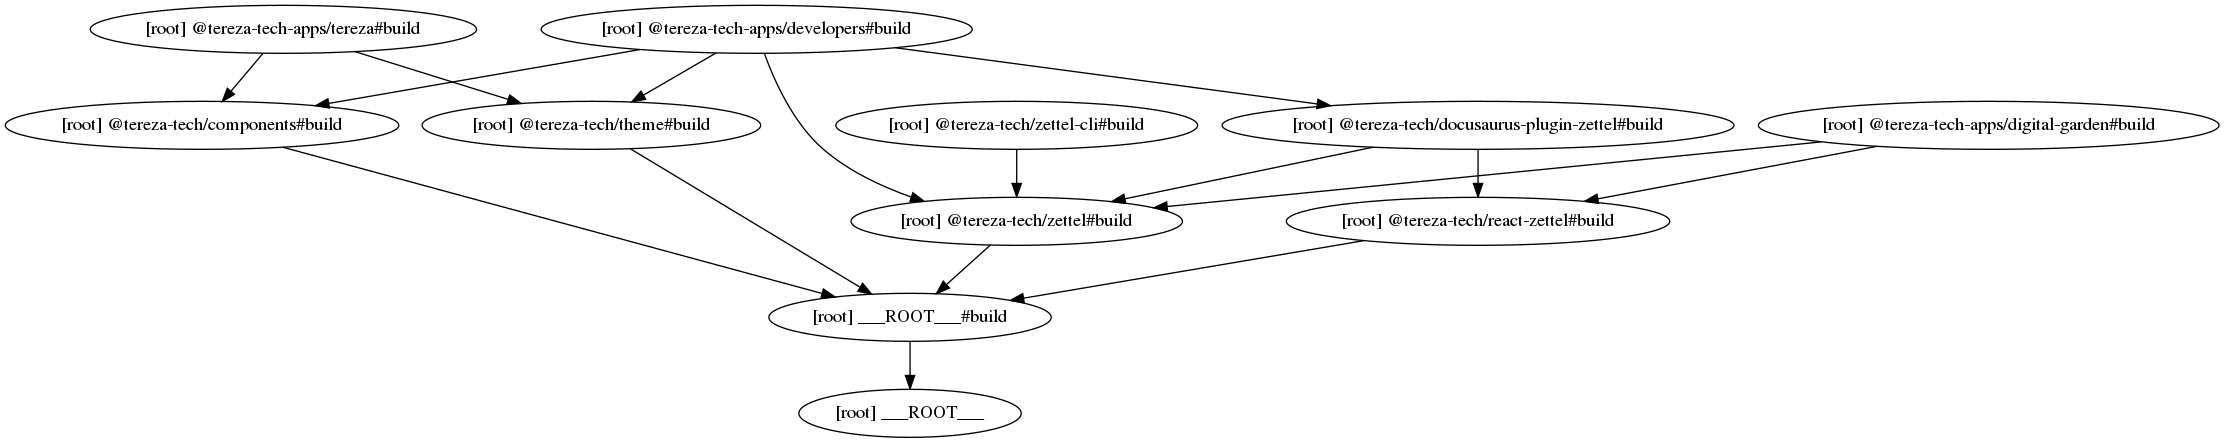 [root] @tereza-tech-apps/tereza#build
[root] @tereza-tech-apps/developers#build
[root] @tereza-tech/components#build
[root] @tereza-tech/theme#build
[root] @tereza-tech/zettel-cli#build
[root] @tereza-tech/docusaurus-plugin-zettel#build
[root] @tereza-tech-apps/digital-garden#build
[root] @tereza-tech/zettel#build
[root] @tereza-tech/react-zettel#build
[root] ___ROOT___#build
[root] ___ROOT___